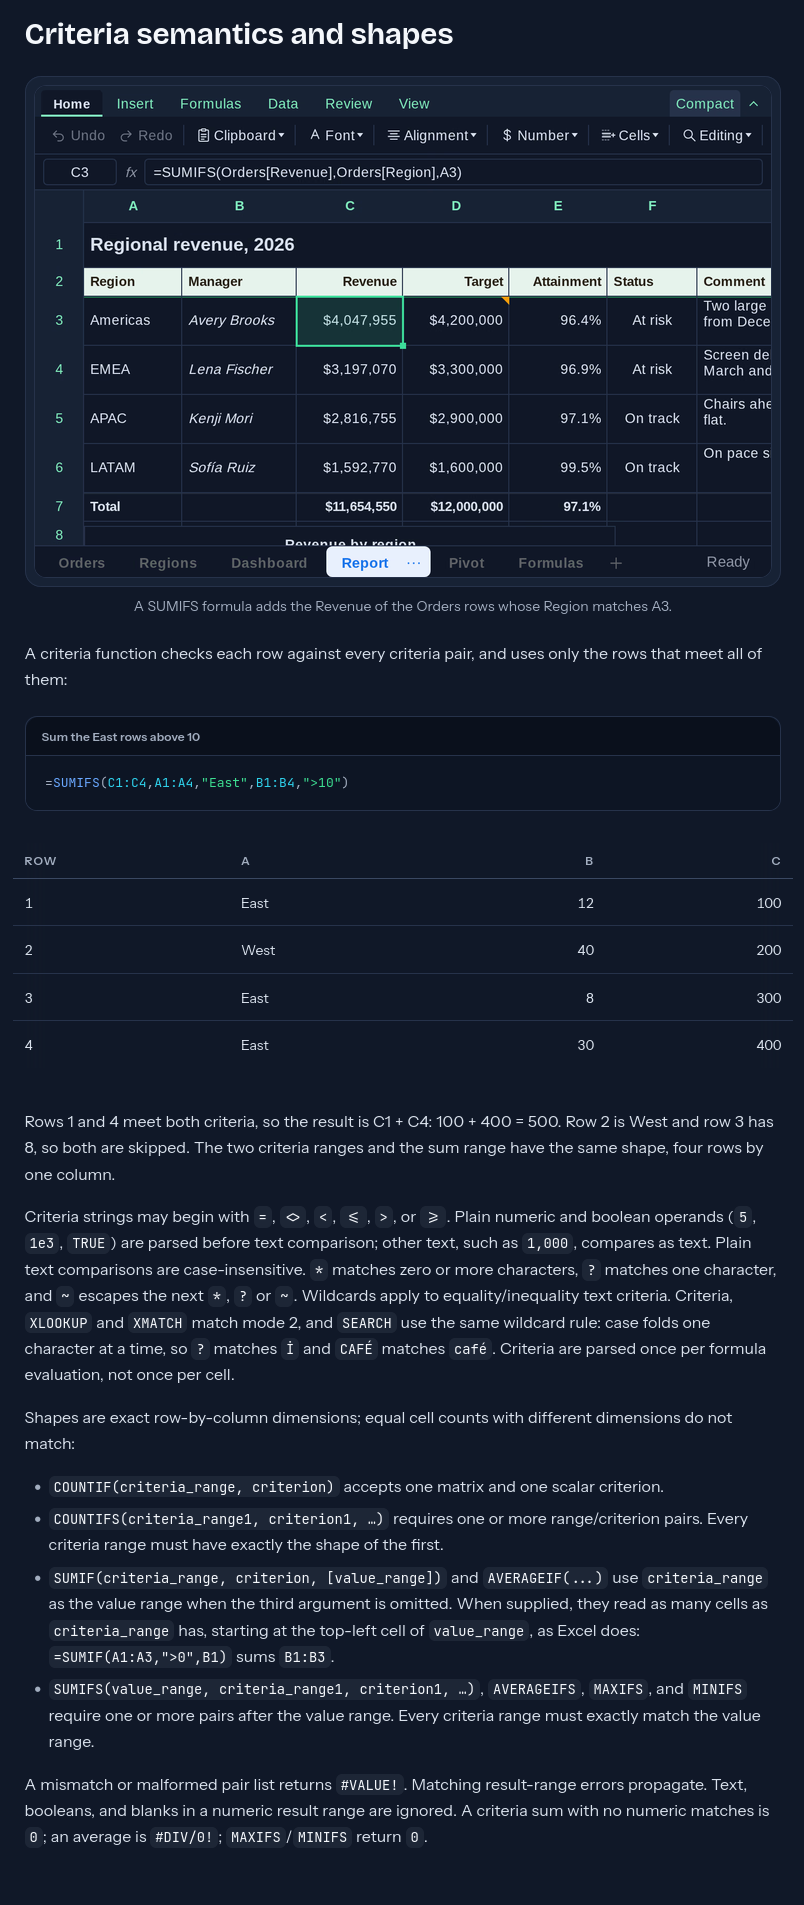 Criteria semantics and shapes
Home Insert Formulas Data Review View Compact
Undo Redo Clipboard Font Alignment $ Number Cells Editing
C3 fx =SUMIFS(Orders[Revenue],Orders[Region],A3)
A B C D E F
1 Regional revenue, 2026
2 Region Manager Revenue Target Attainment Status Comment
3 Americas Avery Brooks $4,047,955 $4,200,000 96.4% At risk Two large
from Dece
4 EMEA Lena Fischer $3,197,070 $3,300,000 96.9% At risk Screen de
March and
5 APAC Kenji Mori $2,816,755 $2,900,000 97.1% On track Chairs ahe
flat.
6 LATAM Sofía Ruiz $1,592,770 $1,600,000 99.5% On track On pace s
7 Total $11,654,550 $12,000,000 97.1%
8 Revenue by region
Orders Regions Dashboard Report ··· Pivot Formulas + Ready
A SUMIFS formula adds the Revenue of the Orders rows whose Region matches A3.
A criteria function checks each row against every criteria pair, and uses only the rows that meet all of
them:
Sum the East rows above 10
=SUMIFS(C1:C4,A1:A4,"East",B1:B4,">10")
ROW A B C
1 East 12 100
2 West 40 200
3 East 8 300
4 East 30 400
Rows 1 and 4 meet both criteria, so the result is C1 + C4: 100 + 400 = 500. Row 2 is West and row 3 has
8, so both are skipped. The two criteria ranges and the sum range have the same shape, four rows by
one column.
Criteria strings may begin with =, <>, <, <=, >, or >=. Plain numeric and boolean operands (5,
1e3, TRUE) are parsed before text comparison; other text, such as 1,000, compares as text. Plain
text comparisons are case-insensitive. * matches zero or more characters, ? matches one character,
and ~ escapes the next *, ? or ~. Wildcards apply to equality/inequality text criteria. Criteria,
XLOOKUP and XMATCH match mode 2, and SEARCH use the same wildcard rule: case folds one
character at a time, so ? matches İ and CAFÉ matches café. Criteria are parsed once per formula
evaluation, not once per cell.
Shapes are exact row-by-column dimensions; equal cell counts with different dimensions do not
match:
• COUNTIF(criteria_range, criterion) accepts one matrix and one scalar criterion.
• COUNTIFS(criteria_range1, criterion1, …) requires one or more range/criterion pairs. Every
criteria range must have exactly the shape of the first.
• SUMIF(criteria_range, criterion, [value_range]) and AVERAGEIF(...) use criteria_range
as the value range when the third argument is omitted. When supplied, they read as many cells as
criteria_range has, starting at the top-left cell of value_range, as Excel does:
=SUMIF(A1:A3,">0",B1) sums B1:B3.
• SUMIFS(value_range, criteria_range1, criterion1, …), AVERAGEIFS, MAXIFS, and MINIFS
require one or more pairs after the value range. Every criteria range must exactly match the value
range.
A mismatch or malformed pair list returns #VALUE!. Matching result-range errors propagate. Text,
booleans, and blanks in a numeric result range are ignored. A criteria sum with no numeric matches is
0; an average is #DIV/0!; MAXIFS/MINIFS return 0.